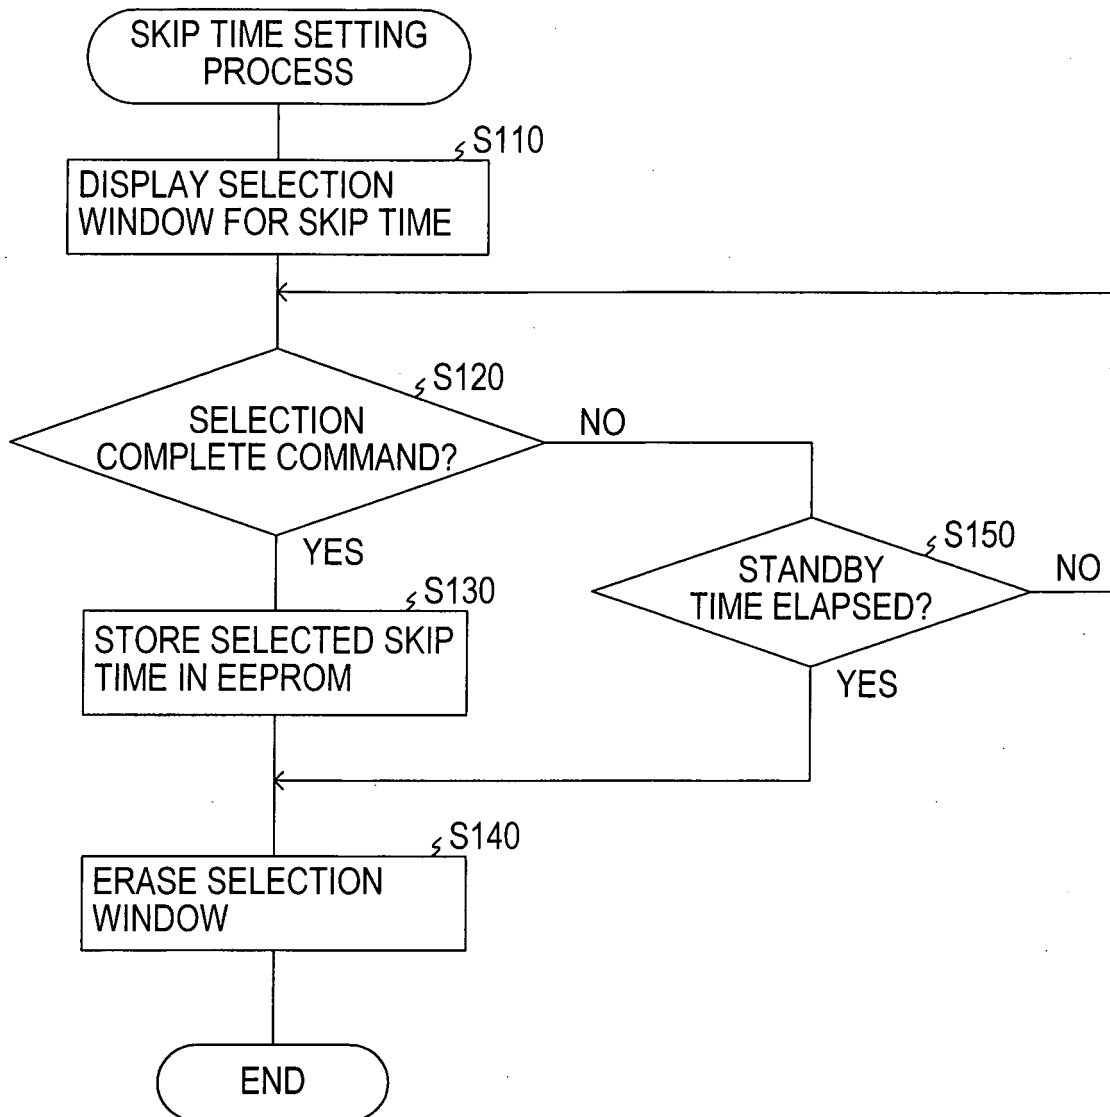 SKIP TIME SETTING
PROCESS
S110
DISPLAY SELECTION
WINDOW FOR SKIP TIME
S120
SELECTION
COMPLETE COMMAND?
NO
YES
S150
STANDBY
TIME ELAPSED?
NO
YES
S130
STORE SELECTED SKIP
TIME IN EEPROM
S140
ERASE SELECTION
WINDOW
END